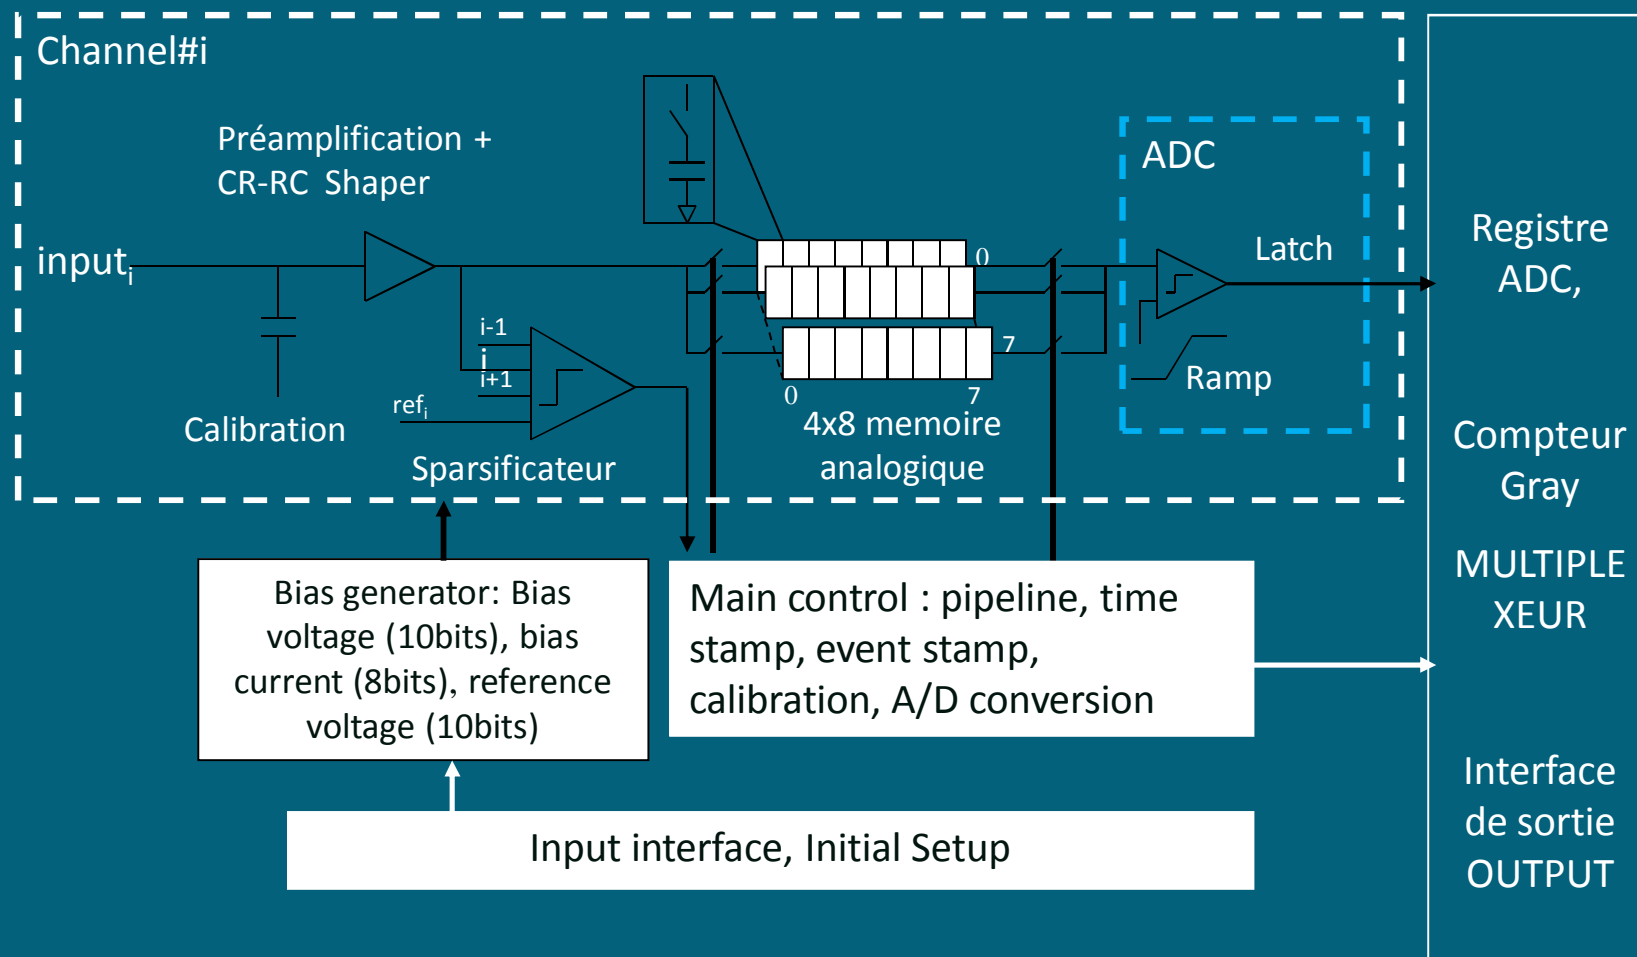 Channel#i
Préamplification +
CR-RC Shaper
ADC
input i
0
Latch
i-1
i
i+1
ref i
7
Ramp
0
7
Calibration
Sparsificateur
4x8 memoire
analogique
Bias generator: Bias
voltage (10bits), bias
current (8bits), reference
voltage (10bits)
Main control : pipeline, time
stamp, event stamp,
calibration, A/D conversion
Input interface, Initial Setup
Registre
ADC,
Compteur
Gray
MULTIPLE
XEUR
Interface
de sortie
OUTPUT